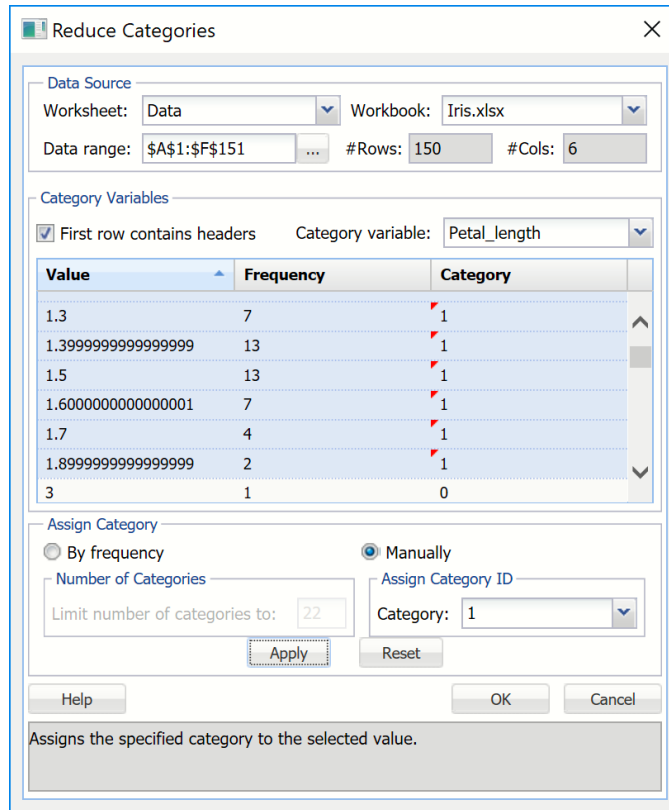 Reduce Categories
Data Source
Worksheet: Data Workbook: Iris.xlsx
Data range: $A$1:$F$151 ... #Rows: 150 #Cols: 6
Category Variables
First row contains headers Category variable: Petal_length
Value Frequency Category
1.3 7 1
1.3999999999999999 13 1
1.5 13 1
1.6000000000000001 7 1
1.7 4 1
1.8999999999999999 2 1
3 1 0
Assign Category
By frequency Manually
Number of Categories Assign Category ID
Limit number of categories to: 22 Category: 1
Apply Reset
Help OK Cancel
Assigns the specified category to the selected value.